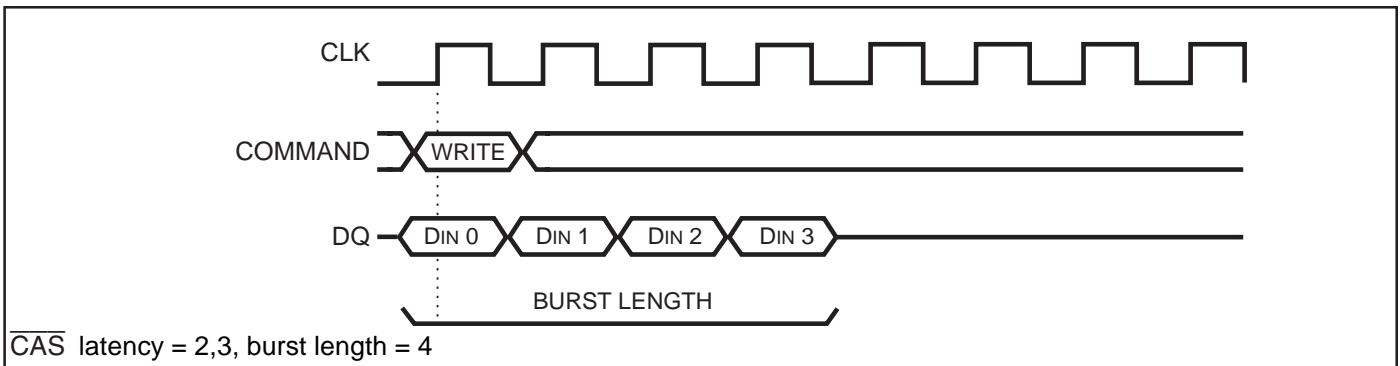 CLK
COMMAND WRITE
DQ DIN 0 DIN 1 DIN 2 DIN 3
BURST LENGTH
C̅A̅S̅ latency = 2,3, burst length = 4